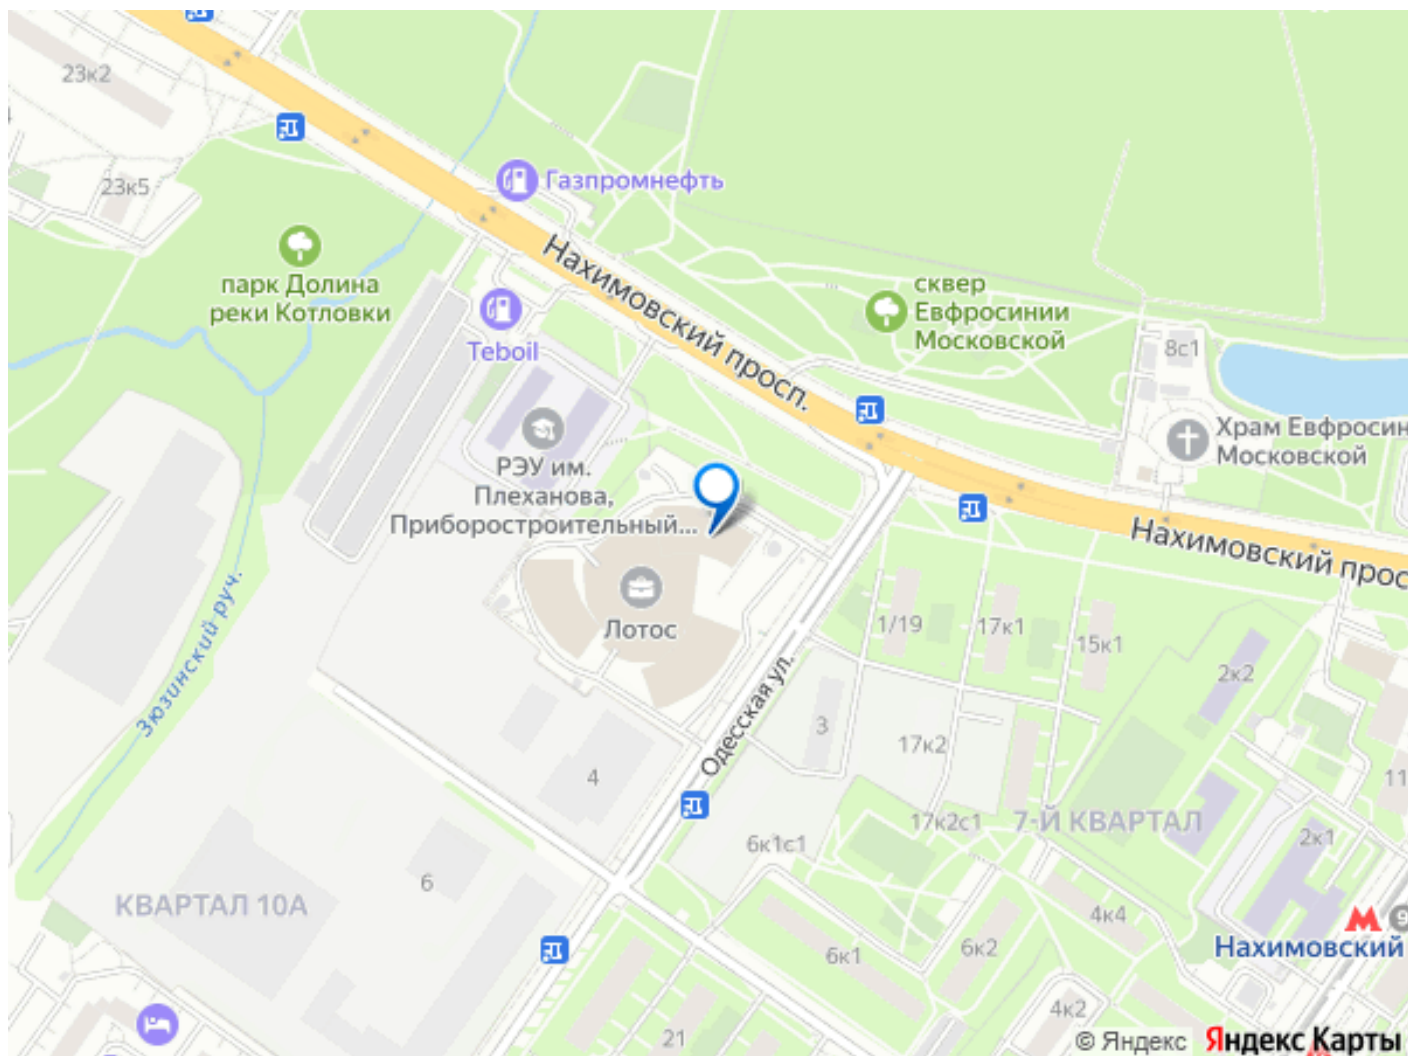 23к2
23к5
Газпромнефть
парк Долина
реки Котловки
Teboil
Нахимовский просп.
сквер
Евфросинии
Московской
8с1
Храм Евфросин
Московской
РЭУ им.
Плеханова,
Приборостроительный...
Нахимовский прос
Лотос
Зюзинский руч.
Одесская ул.
1/19
17к1
15к1
2к2
3
17к2
4
11
17к2с1
7-Й КВАРТАЛ
2к1
6к1с1
6
КВАРТАЛ 10А
4к4
9
Нахимовский
6к1
6к2
4к2
21
© Яндекс Яндекс Карты